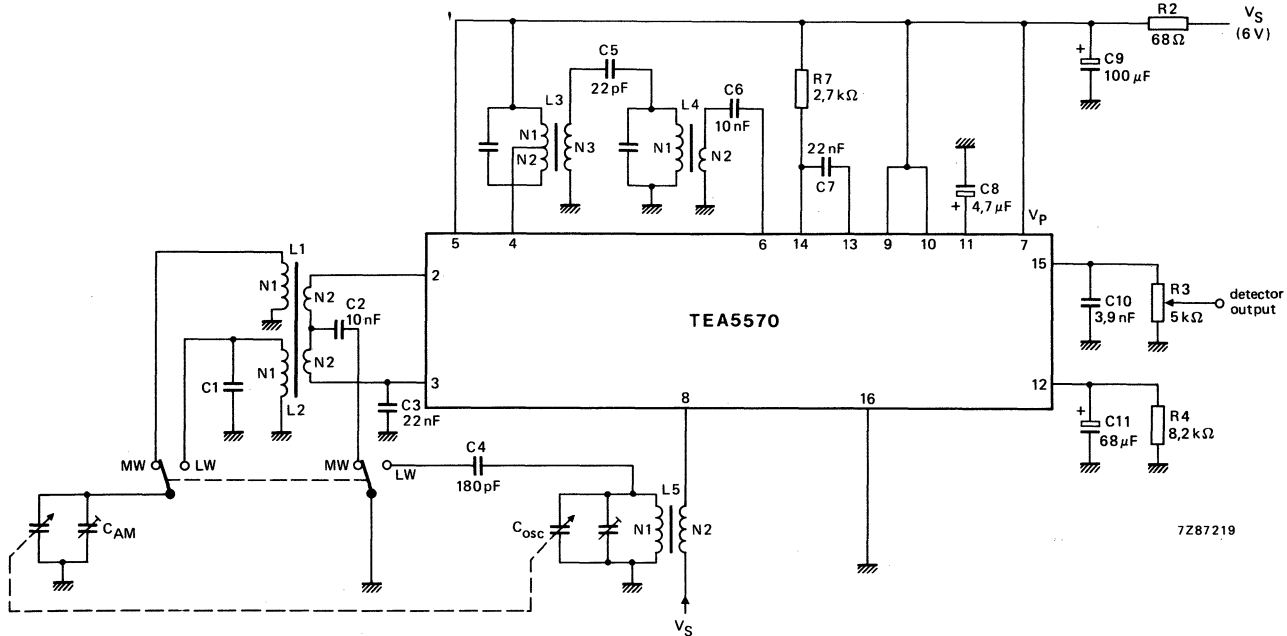 R2
68Ω
VS
(6 V)
+
C9
100 µF
C5
22 pF
L3
N1
N2
N3
L4
N1
N2
C6
10 nF
R7
2,7 kΩ
22 nF
C7
C8
+ 4,7 µF
VP
5
4
6
14
13
9
10
11
7
L1
N1
N2
C2
10 nF
2
TEA5570
15
C10
3,9 nF
R3
5 kΩ
detector
output
C1
N1
N2
L2
3
C3
22 nF
8
16
12
+
C11
68 µF
R4
8,2 kΩ
MW
LW
MW
LW
C4
180 pF
CAM
Cosc
L5
N1
N2
7Z87219
VS